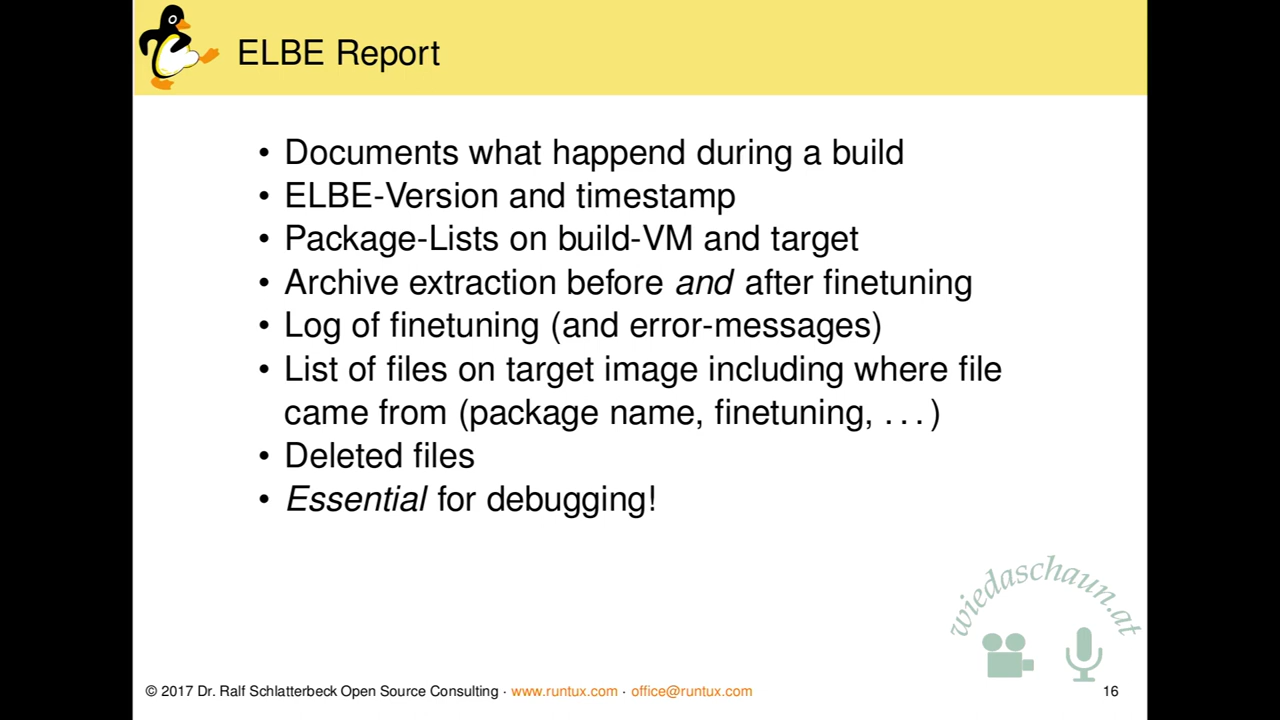 ELBE Report
• Documents what happend during a build
• ELBE-Version and timestamp
• Package-Lists on build-VM and target
• Archive extraction before and after finetuning
• Log of finetuning (and error-messages)
• List of files on target image including where file
came from (package name, finetuning, . . . )
• Deleted files
• Essential for debugging!
wiedaschaun.at
© 2017 Dr. Ralf Schlatterbeck Open Source Consulting · www.runtux.com · office@runtux.com 16